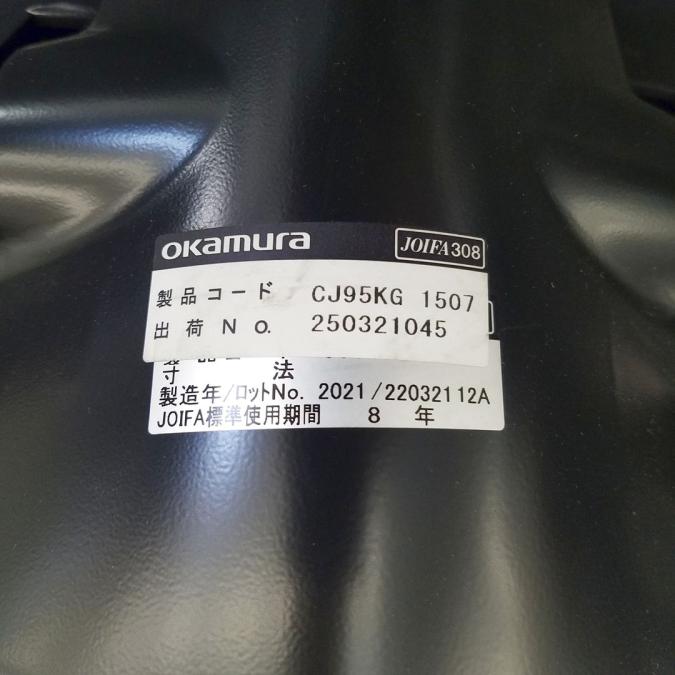 okamura
JOIFA308
製品コード CJ95KG 1507
出荷No. 250321045
寸法
製造年/ロットNo. 2021/22032112A
JOIFA標準使用期間 8 年